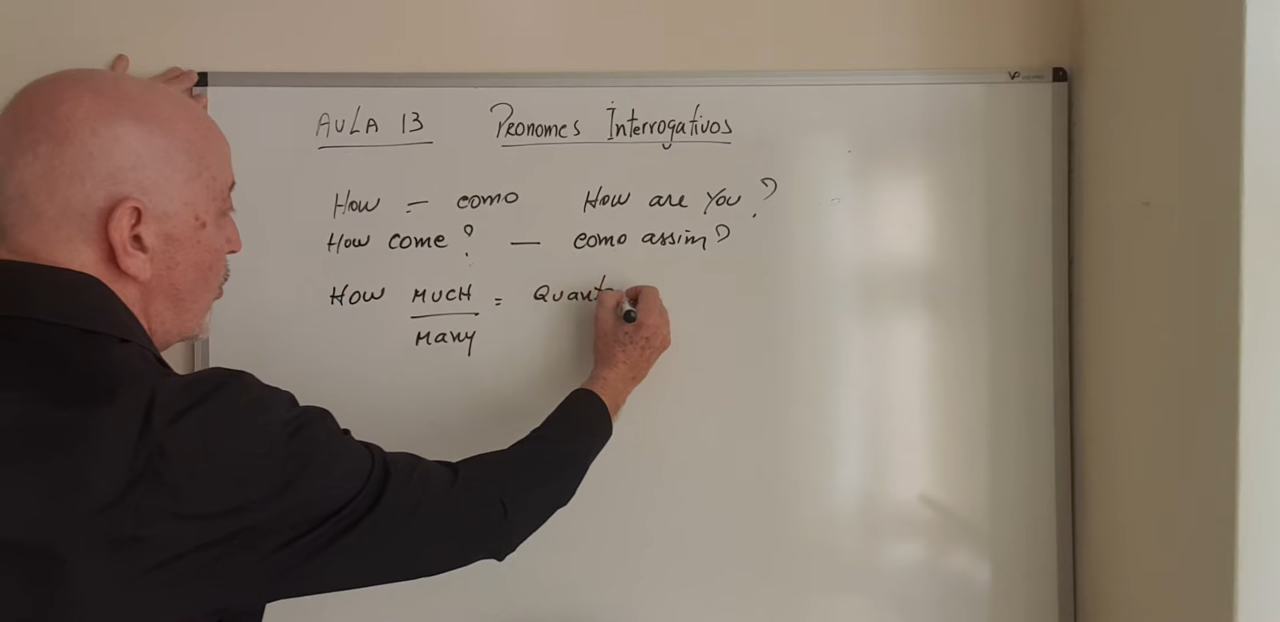 AULA 13 Pronomes Interrogativos
How = como How are You?
How come? — como assim?
How MUCH = Quant
Many